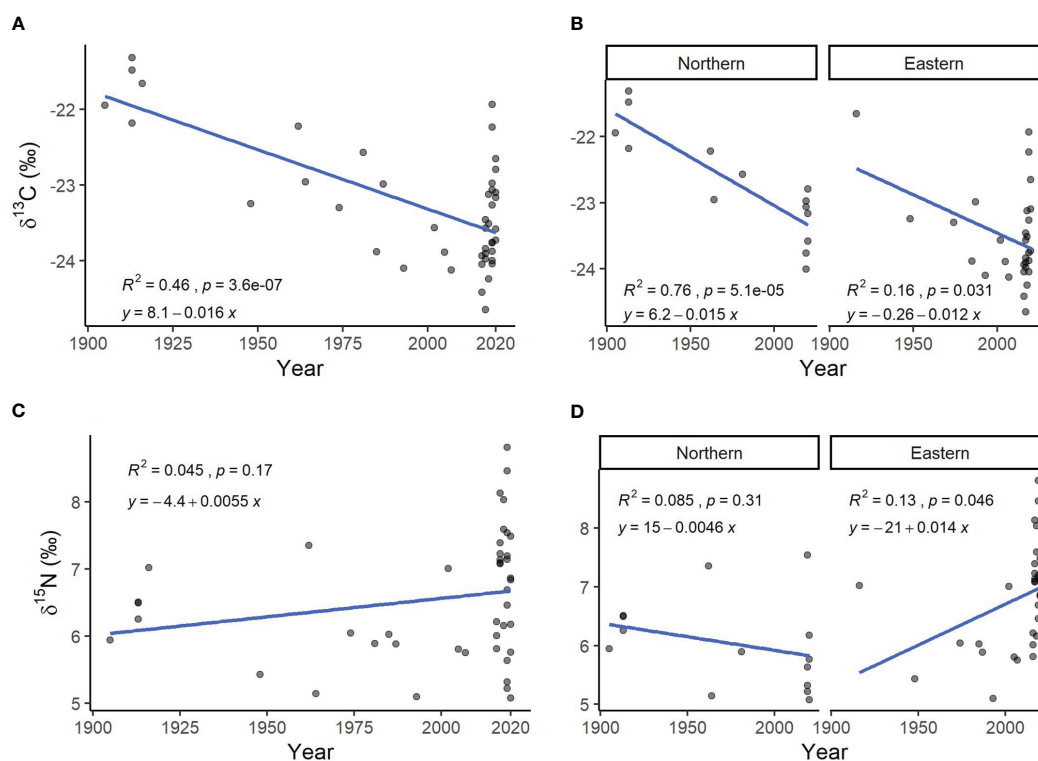 A
δ13C (‰)
-22
-23
-24
R² = 0.46 , p = 3.6e-07
y = 8.1 − 0.016 x
1900 1925 1950 1975 2000 2020
Year
B
Northern Eastern
-22
-23
-24
R² = 0.76 , p = 5.1e-05
y = 6.2 − 0.015 x
R² = 0.16 , p = 0.031
y = −0.26 − 0.012 x
1900 1950 2000 1900 1950 2000
Year
C
δ15N (‰)
8
7
6
5
R² = 0.045 , p = 0.17
y = −4.4 + 0.0055 x
1900 1925 1950 1975 2000 2020
Year
D
Northern Eastern
8
7
6
5
R² = 0.085 , p = 0.31
y = 15 − 0.0046 x
R² = 0.13 , p = 0.046
y = −21 + 0.014 x
1900 1950 2000 1900 1950 2000
Year